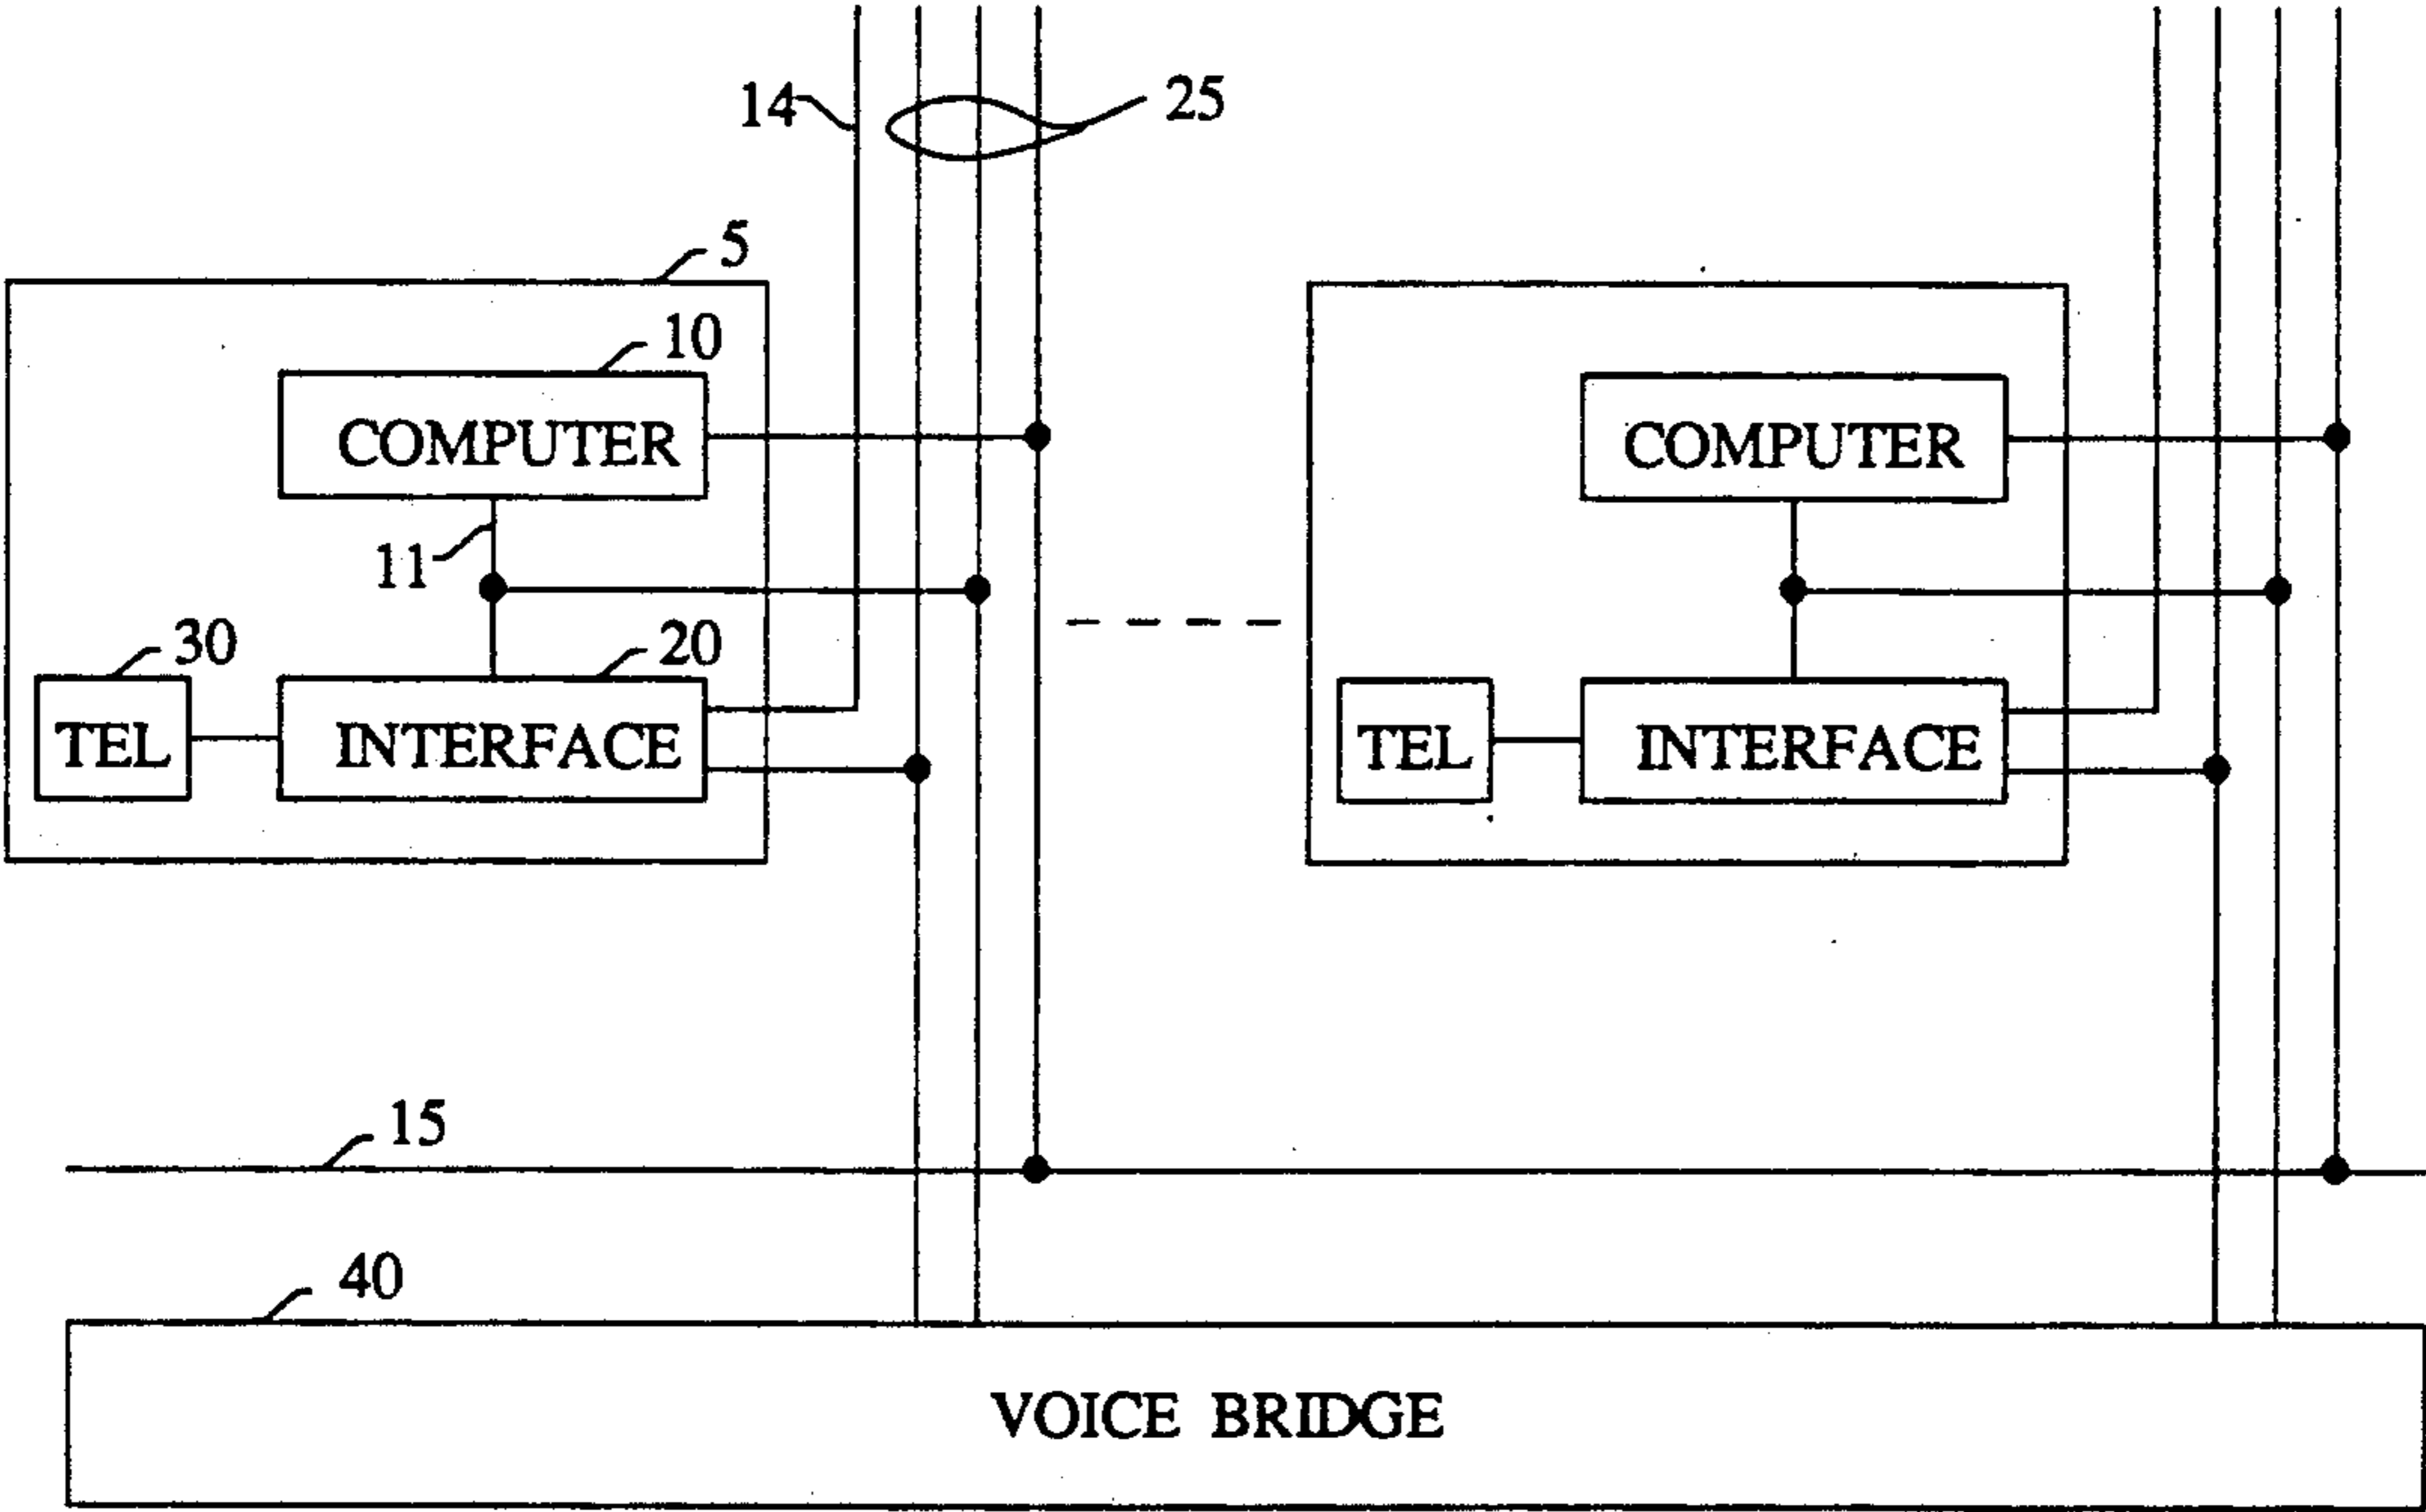 14
25
5
10
COMPUTER
COMPUTER
11
30
20
TEL
INTERFACE
TEL
INTERFACE
15
40
VOICE BRIDGE